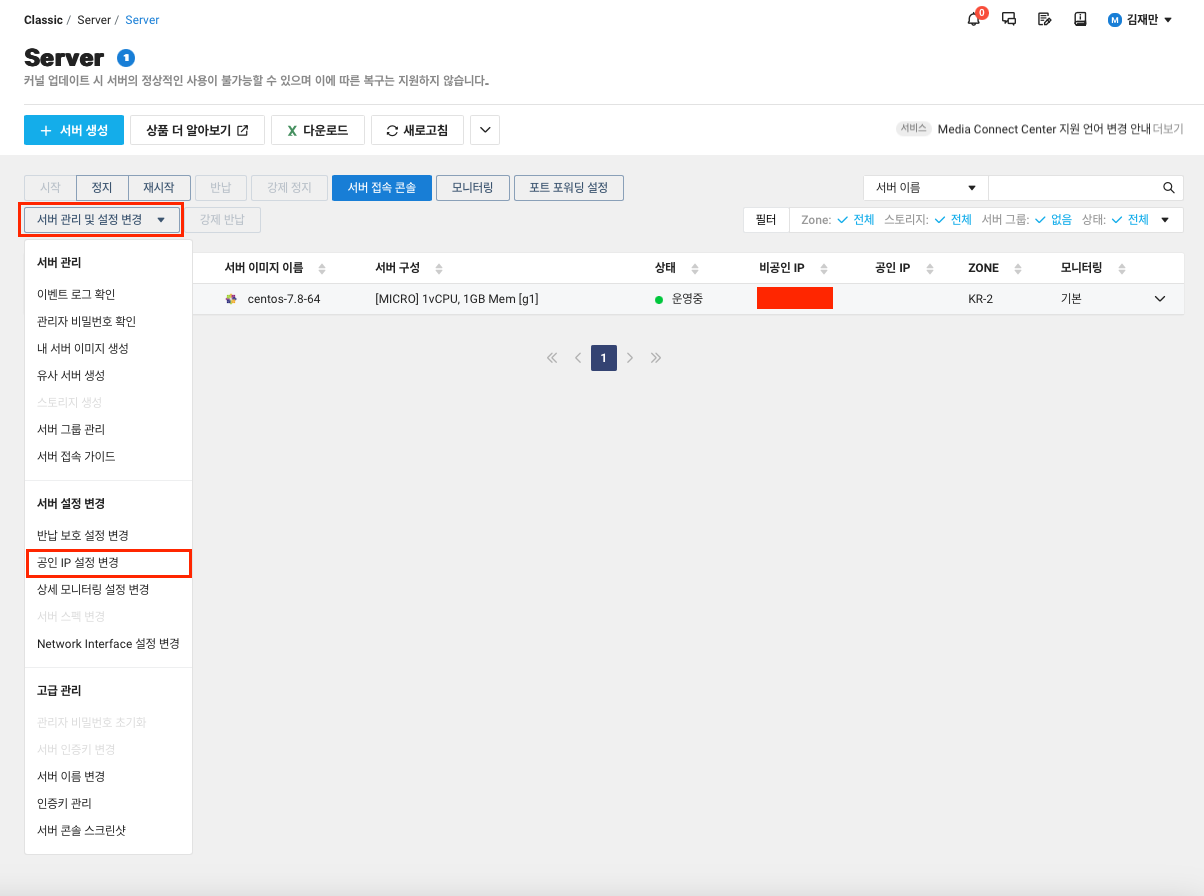 Classic / Server / Server
0
M 김재만
Server 1
커널 업데이트 시 서버의 정상적인 사용이 불가능할 수 있으며 이에 따른 복구는 지원하지 않습니다.
+ 서버 생성
상품 더 알아보기
X 다운로드
새로고침
서비스 Media Connect Center 지원 언어 변경 안내 더보기
시작 정지 재시작 반납 강제 정지 서버 접속 콘솔 모니터링 포트 포워딩 설정
서버 이름
서버 관리 및 설정 변경
강제 반납
필터 Zone: 전체 스토리지: 전체 서버 그룹: 없음 상태: 전체
서버 이미지 이름 서버 구성 상태 비공인 IP 공인 IP ZONE 모니터링
centos-7.8-64 [MICRO] 1vCPU, 1GB Mem [g1] 운영중 KR-2 기본
1
서버 관리
이벤트 로그 확인
관리자 비밀번호 확인
내 서버 이미지 생성
유사 서버 생성
스토리지 생성
서버 그룹 관리
서버 접속 가이드
서버 설정 변경
반납 보호 설정 변경
공인 IP 설정 변경
상세 모니터링 설정 변경
서버 스펙 변경
Network Interface 설정 변경
고급 관리
관리자 비밀번호 초기화
서버 인증키 변경
서버 이름 변경
인증키 관리
서버 콘솔 스크린샷